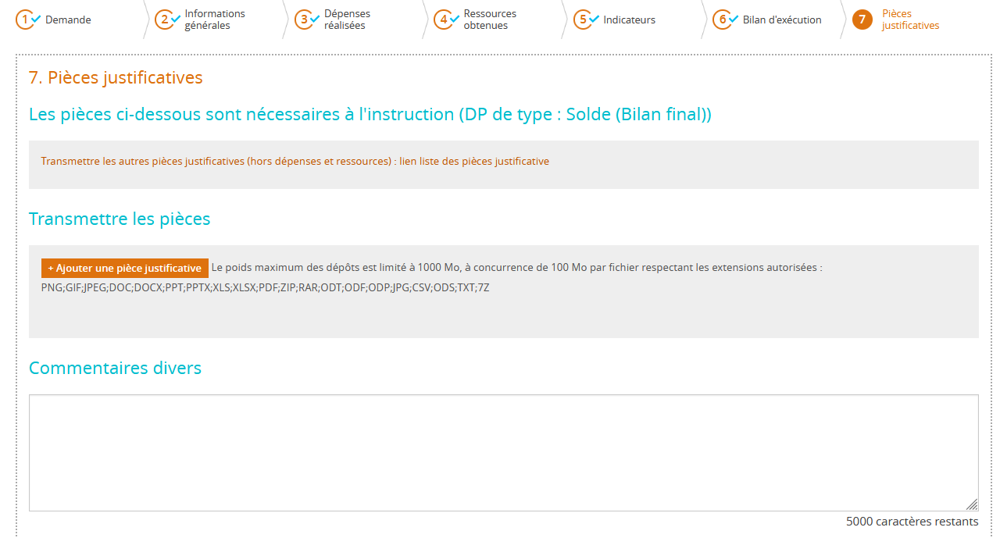 1 Demande
2 Informations générales
3 Dépenses réalisées
4 Ressources obtenues
5 Indicateurs
6 Bilan d'exécution
7 Pièces justificatives
7. Pièces justificatives
Les pièces ci-dessous sont nécessaires à l'instruction (DP de type : Solde (Bilan final))
Transmettre les autres pièces justificatives (hors dépenses et ressources) : lien liste des pièces justificative
Transmettre les pièces
+ Ajouter une pièce justificative Le poids maximum des dépôts est limité à 1000 Mo, à concurrence de 100 Mo par fichier respectant les extensions autorisées :
PNG;GIF;JPEG;DOC;DOCX;PPT;PPTX;XLS;XLSX;PDF;ZIP;RAR;ODT;ODF;ODP;JPG;CSV;ODS;TXT;7Z
Commentaires divers
5000 caractères restants